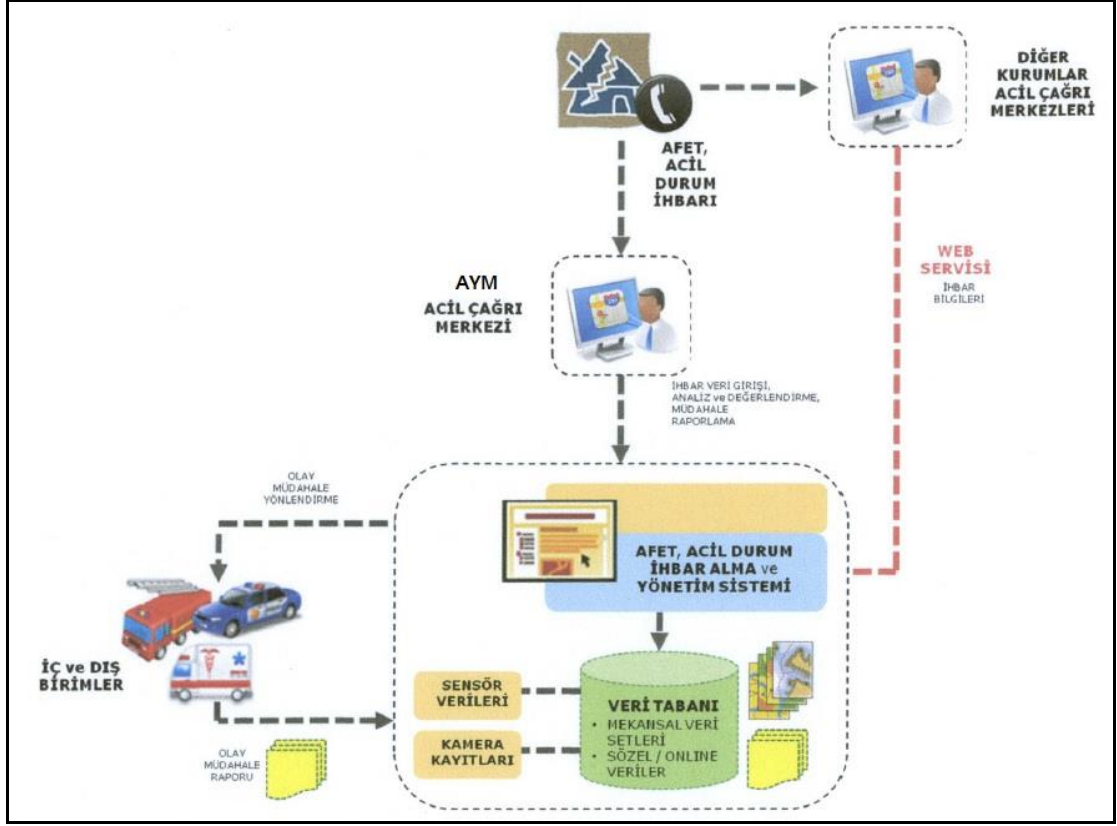 AFET,
ACİL
DURUM
İHBARI
DİĞER
KURUMLAR
ACİL ÇAĞRI
MERKEZLERİ
WEB
SERVİSİ
İHBAR
BİLGİLERİ
AYM
ACİL ÇAĞRI
MERKEZİ
İHBAR VERİ GİRİŞİ,
ANALİZ ve DEĞERLENDİRME,
MÜDAHALE
RAPORLAMA
OLAY
MÜDAHALE
YÖNLENDİRME
AFET, ACİL DURUM
İHBAR ALMA ve
YÖNETİM SİSTEMİ
İÇ ve DIŞ
BİRİMLER
SENSÖR
VERİLERİ
KAMERA
KAYITLARI
VERİ TABANI
• MEKANSAL VERİ
SETLERİ
• SÖZEL / ONLINE
VERİLER
OLAY
MÜDAHALE
RAPORU